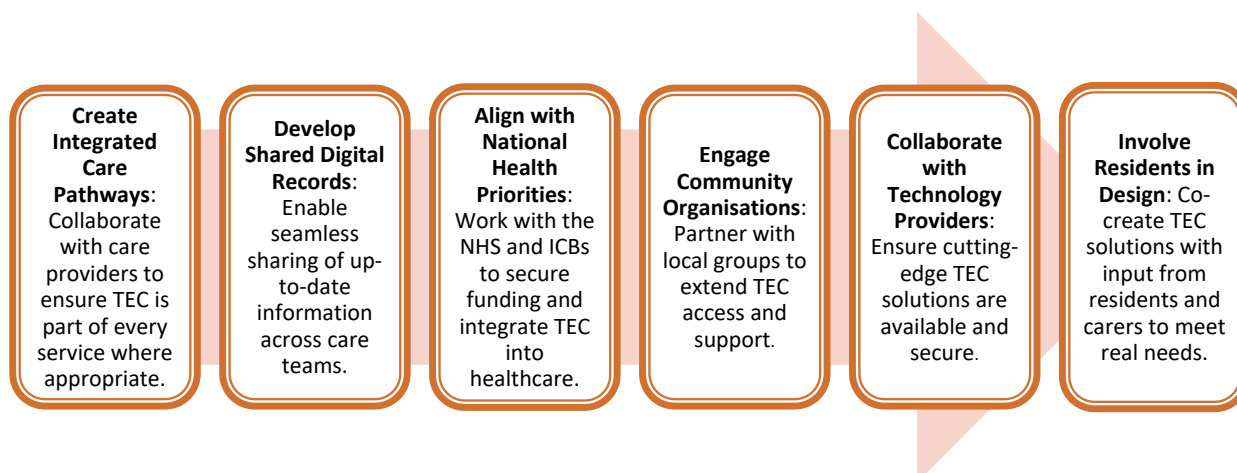 Create
Integrated
Care
Pathways:
Collaborate
with care
providers to
ensure TEC is
part of every
service where
appropriate.
Develop
Shared Digital
Records:
Enable
seamless
sharing of up-
to-date
information
across care
teams.
Align with
National
Health
Priorities:
Work with the
NHS and ICBs
to secure
funding and
integrate TEC
into
healthcare.
Engage
Community
Organisations:
Partner with
local groups to
extend TEC
access and
support.
Collaborate
with
Technology
Providers:
Ensure cutting-
edge TEC
solutions are
available and
secure.
Involve
Residents in
Design: Co-
create TEC
solutions with
input from
residents and
carers to meet
real needs.